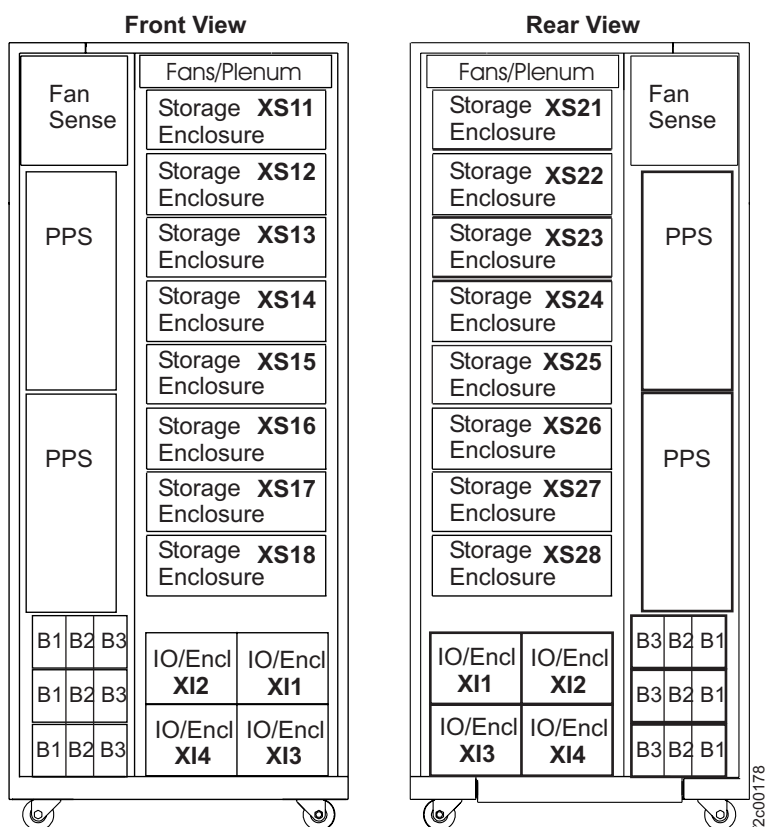 Front View
Fan
Sense
Fans/Plenum
Storage XS11
Enclosure
Storage XS12
Enclosure
PPS
Storage XS13
Enclosure
Storage XS14
Enclosure
Storage XS15
Enclosure
PPS
Storage XS16
Enclosure
Storage XS17
Enclosure
Storage XS18
Enclosure
B1 B2 B3
B1 B2 B3
B1 B2 B3
IO/Encl IO/Encl
XI2 XI1
IO/Encl IO/Encl
XI4 XI3
Rear View
Fans/Plenum
Fan
Sense
Storage XS21
Enclosure
Storage XS22
Enclosure
Storage XS23
Enclosure
PPS
Storage XS24
Enclosure
Storage XS25
Enclosure
Storage XS26
Enclosure
PPS
Storage XS27
Enclosure
Storage XS28
Enclosure
IO/Encl IO/Encl
XI1 XI2
IO/Encl IO/Encl
XI3 XI4
B3 B2 B1
B3 B2 B1
B3 B2 B1